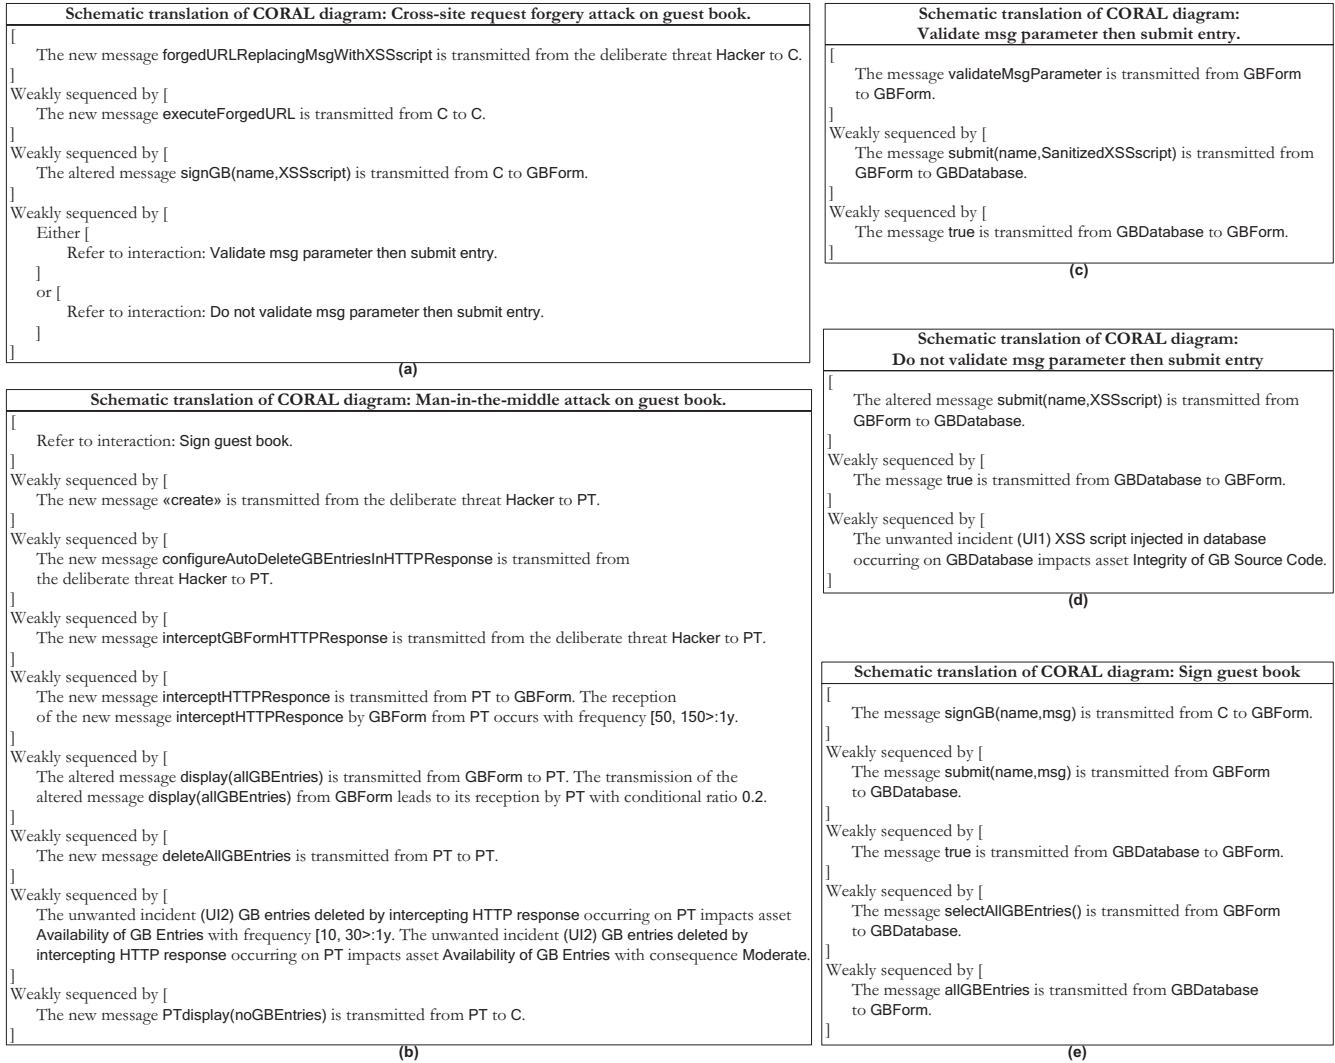 Schematic translation of CORAL diagram: Cross-site request forgery attack on guest book.
[
The new message forgedURLReplacingMsgWithXSSscript is transmitted from the deliberate threat Hacker to C.
]
Weakly sequenced by [
The new message executeForgedURL is transmitted from C to C.
]
Weakly sequenced by [
The altered message signGB(name,XSSscript) is transmitted from C to GBForm.
]
Weakly sequenced by [
Either [
Refer to interaction: Validate msg parameter then submit entry.
]
or [
Refer to interaction: Do not validate msg parameter then submit entry.
]
]
(a)
Schematic translation of CORAL diagram: Man-in-the-middle attack on guest book.
[
Refer to interaction: Sign guest book.
]
Weakly sequenced by [
The new message «create» is transmitted from the deliberate threat Hacker to PT.
]
Weakly sequenced by [
The new message configureAutoDeleteGBEntriesInHTTPResponse is transmitted from
the deliberate threat Hacker to PT.
]
Weakly sequenced by [
The new message interceptGBFormHTTPResponse is transmitted from the deliberate threat Hacker to PT.
]
Weakly sequenced by [
The new message interceptHTTPResponce is transmitted from PT to GBForm. The reception
of the new message interceptHTTPResponce by GBForm from PT occurs with frequency [50, 150>:1y.
]
Weakly sequenced by [
The altered message display(allGBEntries) is transmitted from GBForm to PT. The transmission of the
altered message display(allGBEntries) from GBForm leads to its reception by PT with conditional ratio 0.2.
]
Weakly sequenced by [
The new message deleteAllGBEntries is transmitted from PT to PT.
]
Weakly sequenced by [
The unwanted incident (UI2) GB entries deleted by intercepting HTTP response occurring on PT impacts asset
Availability of GB Entries with frequency [10, 30>:1y. The unwanted incident (UI2) GB entries deleted by
intercepting HTTP response occurring on PT impacts asset Availability of GB Entries with consequence Moderate.
]
Weakly sequenced by [
The new message PTdisplay(noGBEntries) is transmitted from PT to C.
]
(b)
Schematic translation of CORAL diagram:
Validate msg parameter then submit entry.
[
The message validateMsgParameter is transmitted from GBForm
to GBForm.
]
Weakly sequenced by [
The message submit(name,SanitizedXSSscript) is transmitted from
GBForm to GBDatabase.
]
Weakly sequenced by [
The message true is transmitted from GBDatabase to GBForm.
]
(c)
Schematic translation of CORAL diagram:
Do not validate msg parameter then submit entry
[
The altered message submit(name,XSSscript) is transmitted from
GBForm to GBDatabase.
]
Weakly sequenced by [
The message true is transmitted from GBDatabase to GBForm.
]
Weakly sequenced by [
The unwanted incident (UI1) XSS script injected in database
occurring on GBDatabase impacts asset Integrity of GB Source Code.
]
(d)
Schematic translation of CORAL diagram: Sign guest book
[
The message signGB(name,msg) is transmitted from C to GBForm.
]
Weakly sequenced by [
The message submit(name,msg) is transmitted from GBForm
to GBDatabase.
]
Weakly sequenced by [
The message true is transmitted from GBDatabase to GBForm.
]
Weakly sequenced by [
The message selectAllGBEntries() is transmitted from GBForm
to GBDatabase.
]
Weakly sequenced by [
The message allGBEntries is transmitted from GBDatabase
to GBForm.
]
(e)